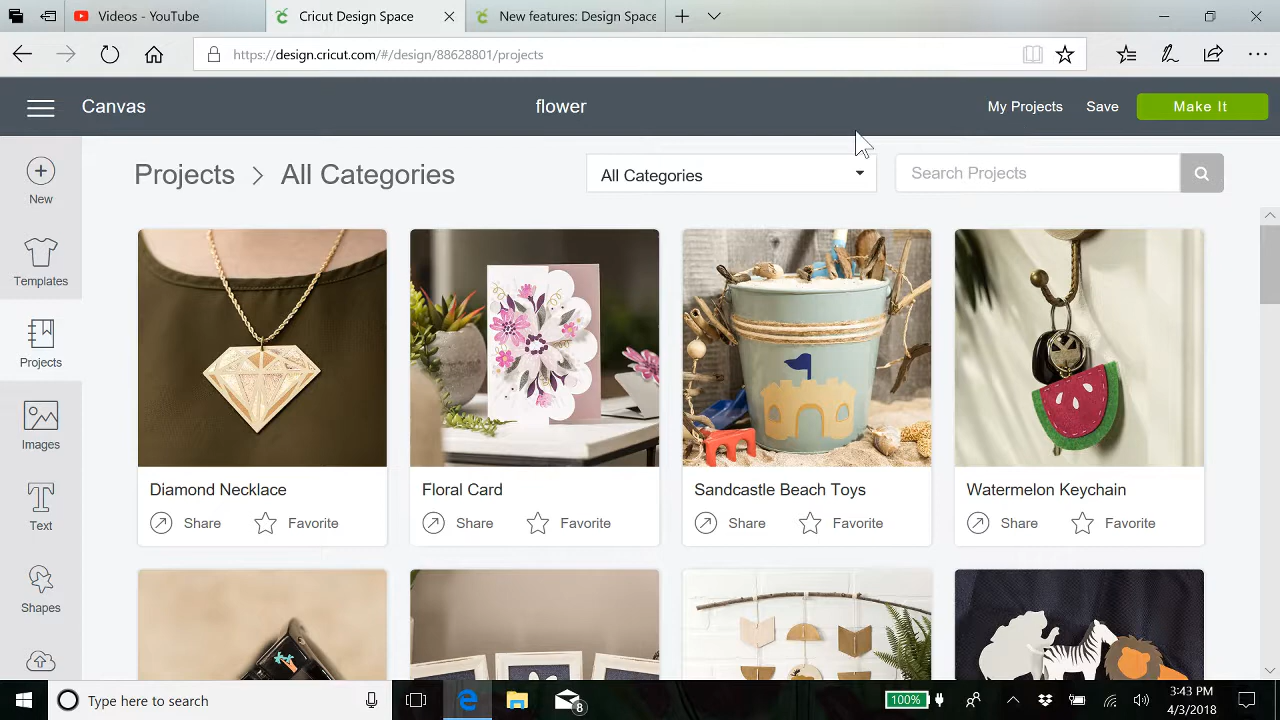 Videos - YouTube
Cricut Design Space
New features: Design Space
https://design.cricut.com/#/design/88628801/projects
Canvas
flower
My Projects
Save
Make It
New
Templates
Projects
Images
Text
Shapes
Projects > All Categories
All Categories
Search Projects
Diamond Necklace
Share
Favorite
Floral Card
Share
Favorite
Sandcastle Beach Toys
Share
Favorite
Watermelon Keychain
Share
Favorite
Type here to search
8
100%
3:43 PM
4/3/2018